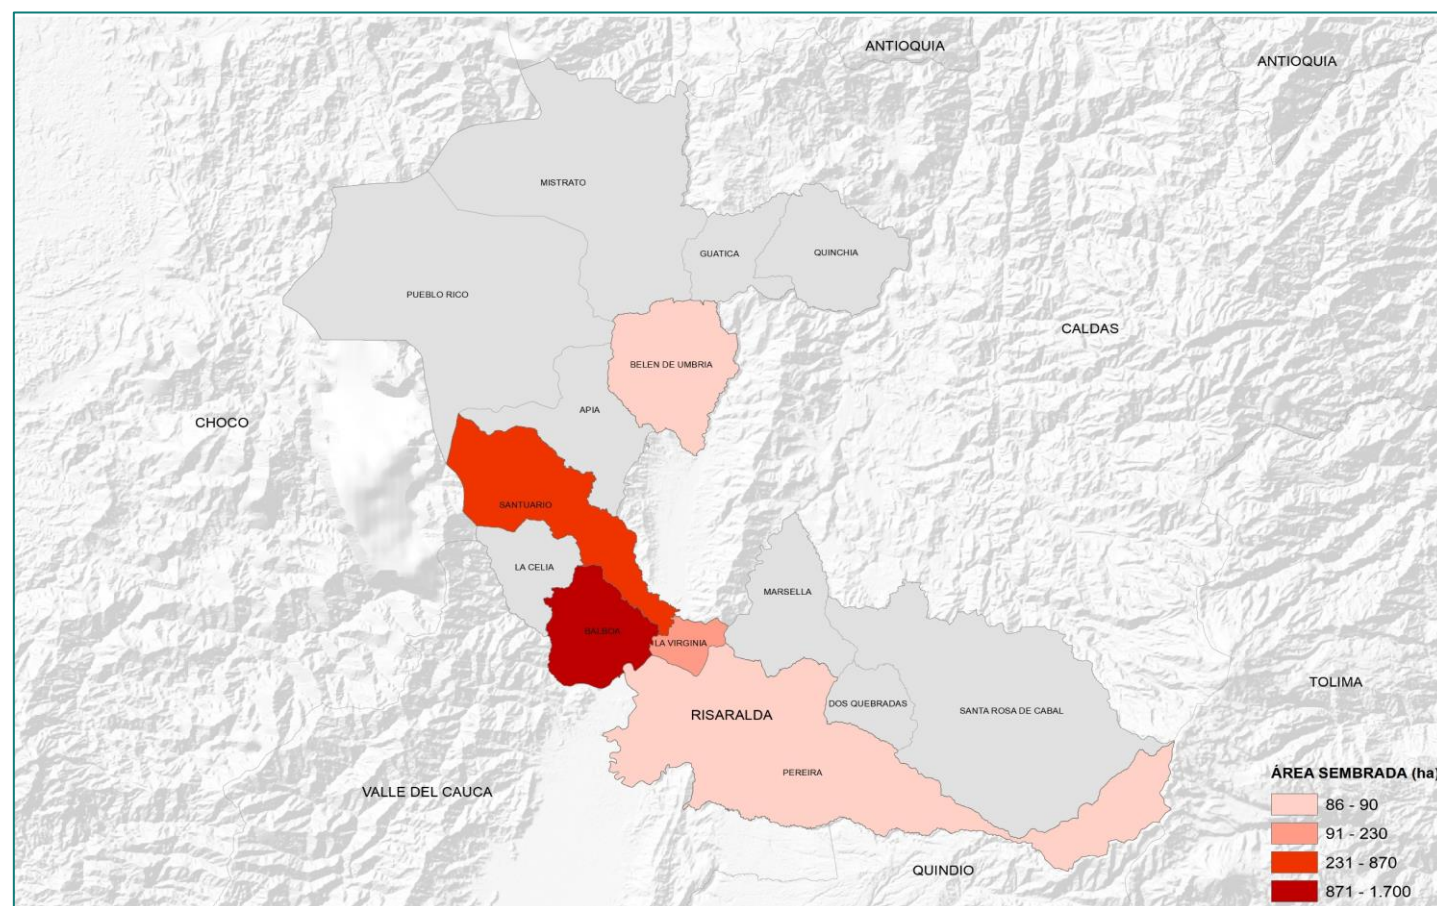 ANTIOQUIA
ANTIOQUIA
MISTRATO
GUATICA
QUINCHIA
PUEBLO RICO
CALDAS
BELEN DE UMBRIA
APIA
CHOCO
SANTUARIO
LA CELIA
MARSELLA
BALBOA
LA VIRGINIA
TOLIMA
DOS QUEBRADAS
SANTA ROSA DE CABAL
RISARALDA
PEREIRA
VALLE DEL CAUCA
QUINDIO
ÁREA SEMBRADA (ha)
86 - 90
91 - 230
231 - 870
871 - 1.700